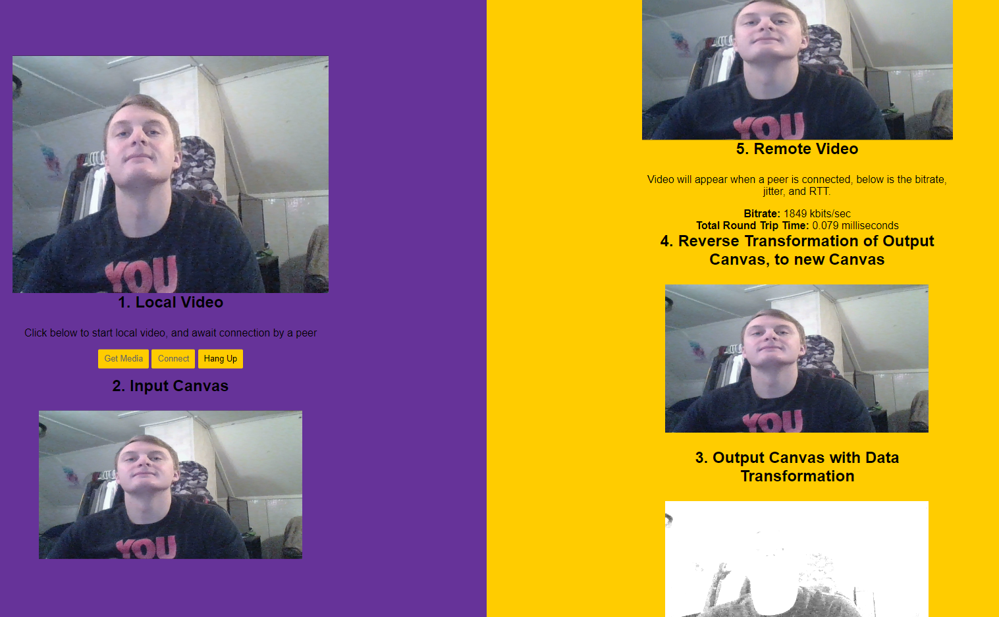 YOU
1. Local Video
Click below to start local video, and await connection by a peer
Get Media
Connect
Hang Up
2. Input Canvas
YOU
YOU
5. Remote Video
Video will appear when a peer is connected, below is the bitrate,
jitter, and RTT.
Bitrate: 1849 kbits/sec
Total Round Trip Time: 0.079 milliseconds
4. Reverse Transformation of Output
Canvas, to new Canvas
YOU
3. Output Canvas with Data
Transformation